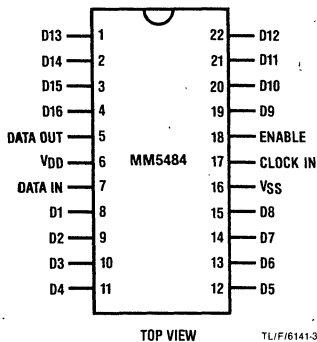 D13 1 22 D12
D14 2 21 D11
D15 3 20 D10
D16 4 19 D9
DATA OUT 5 18 ENABLE
VDD 6 MM5484 17 CLOCK IN
DATA IN 7 16 VSS
D1 8 15 D8
D2 9 14 D7
D3 10 13 D6
D4 11 12 D5
TOP VIEW
TL/F/6141-3